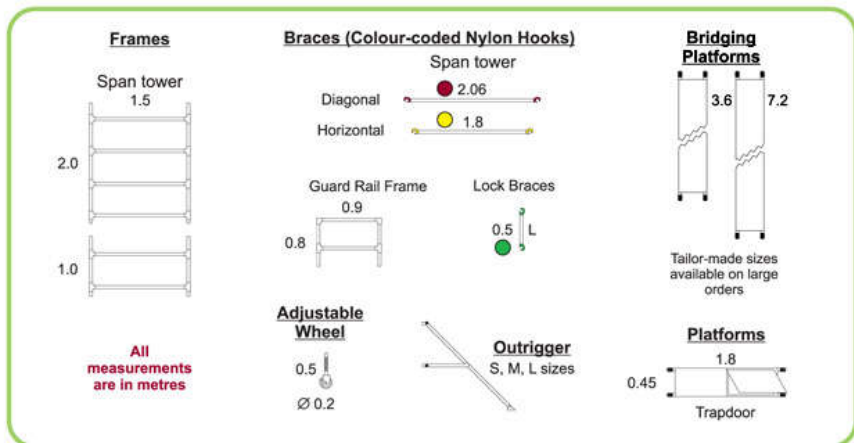 Frames
Span tower
1.5
2.0
1.0
All
measurements
are in metres
Braces (Colour-coded Nylon Hooks)
Span tower
2.06
Diagonal
1.8
Horizontal
Guard Rail Frame
0.9
0.8
Lock Braces
0.5
L
Bridging
Platforms
3.6
7.2
Tailor-made sizes
available on large
orders
Adjustable
Wheel
0.5
Ø 0.2
Outrigger
S, M, L sizes
Platforms
1.8
0.45
Trapdoor